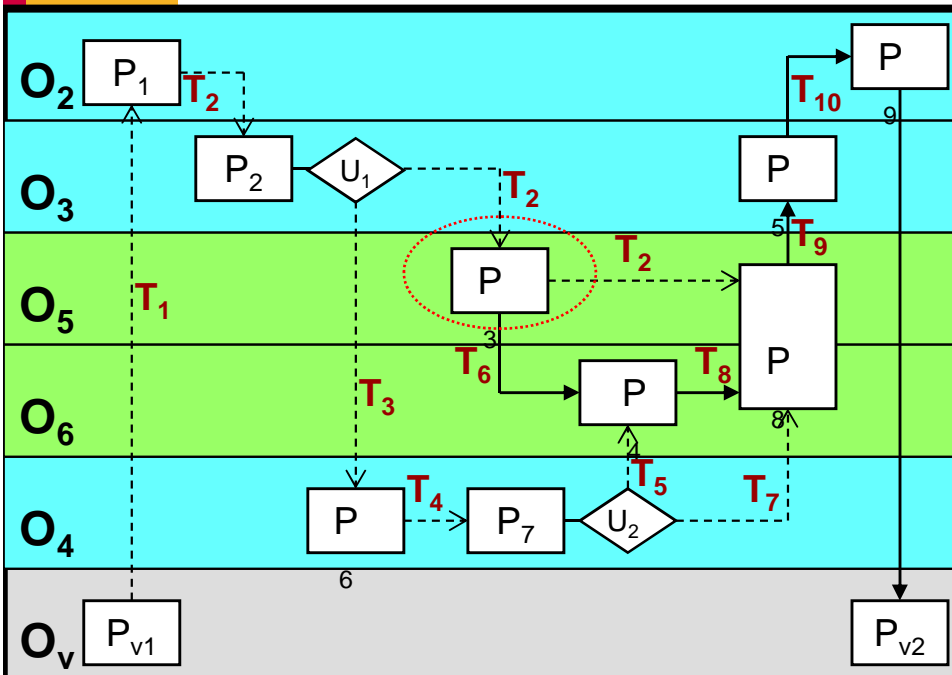 O2 P1 T2 P
T10
9
O3 P2 U1 T2 P
5 T9
O5 P T2
T1 3
O6 T6 P T8 P
T3 4 8
O4 P T4 P7 U2 T5 T7
6
Ov Pv1 Pv2